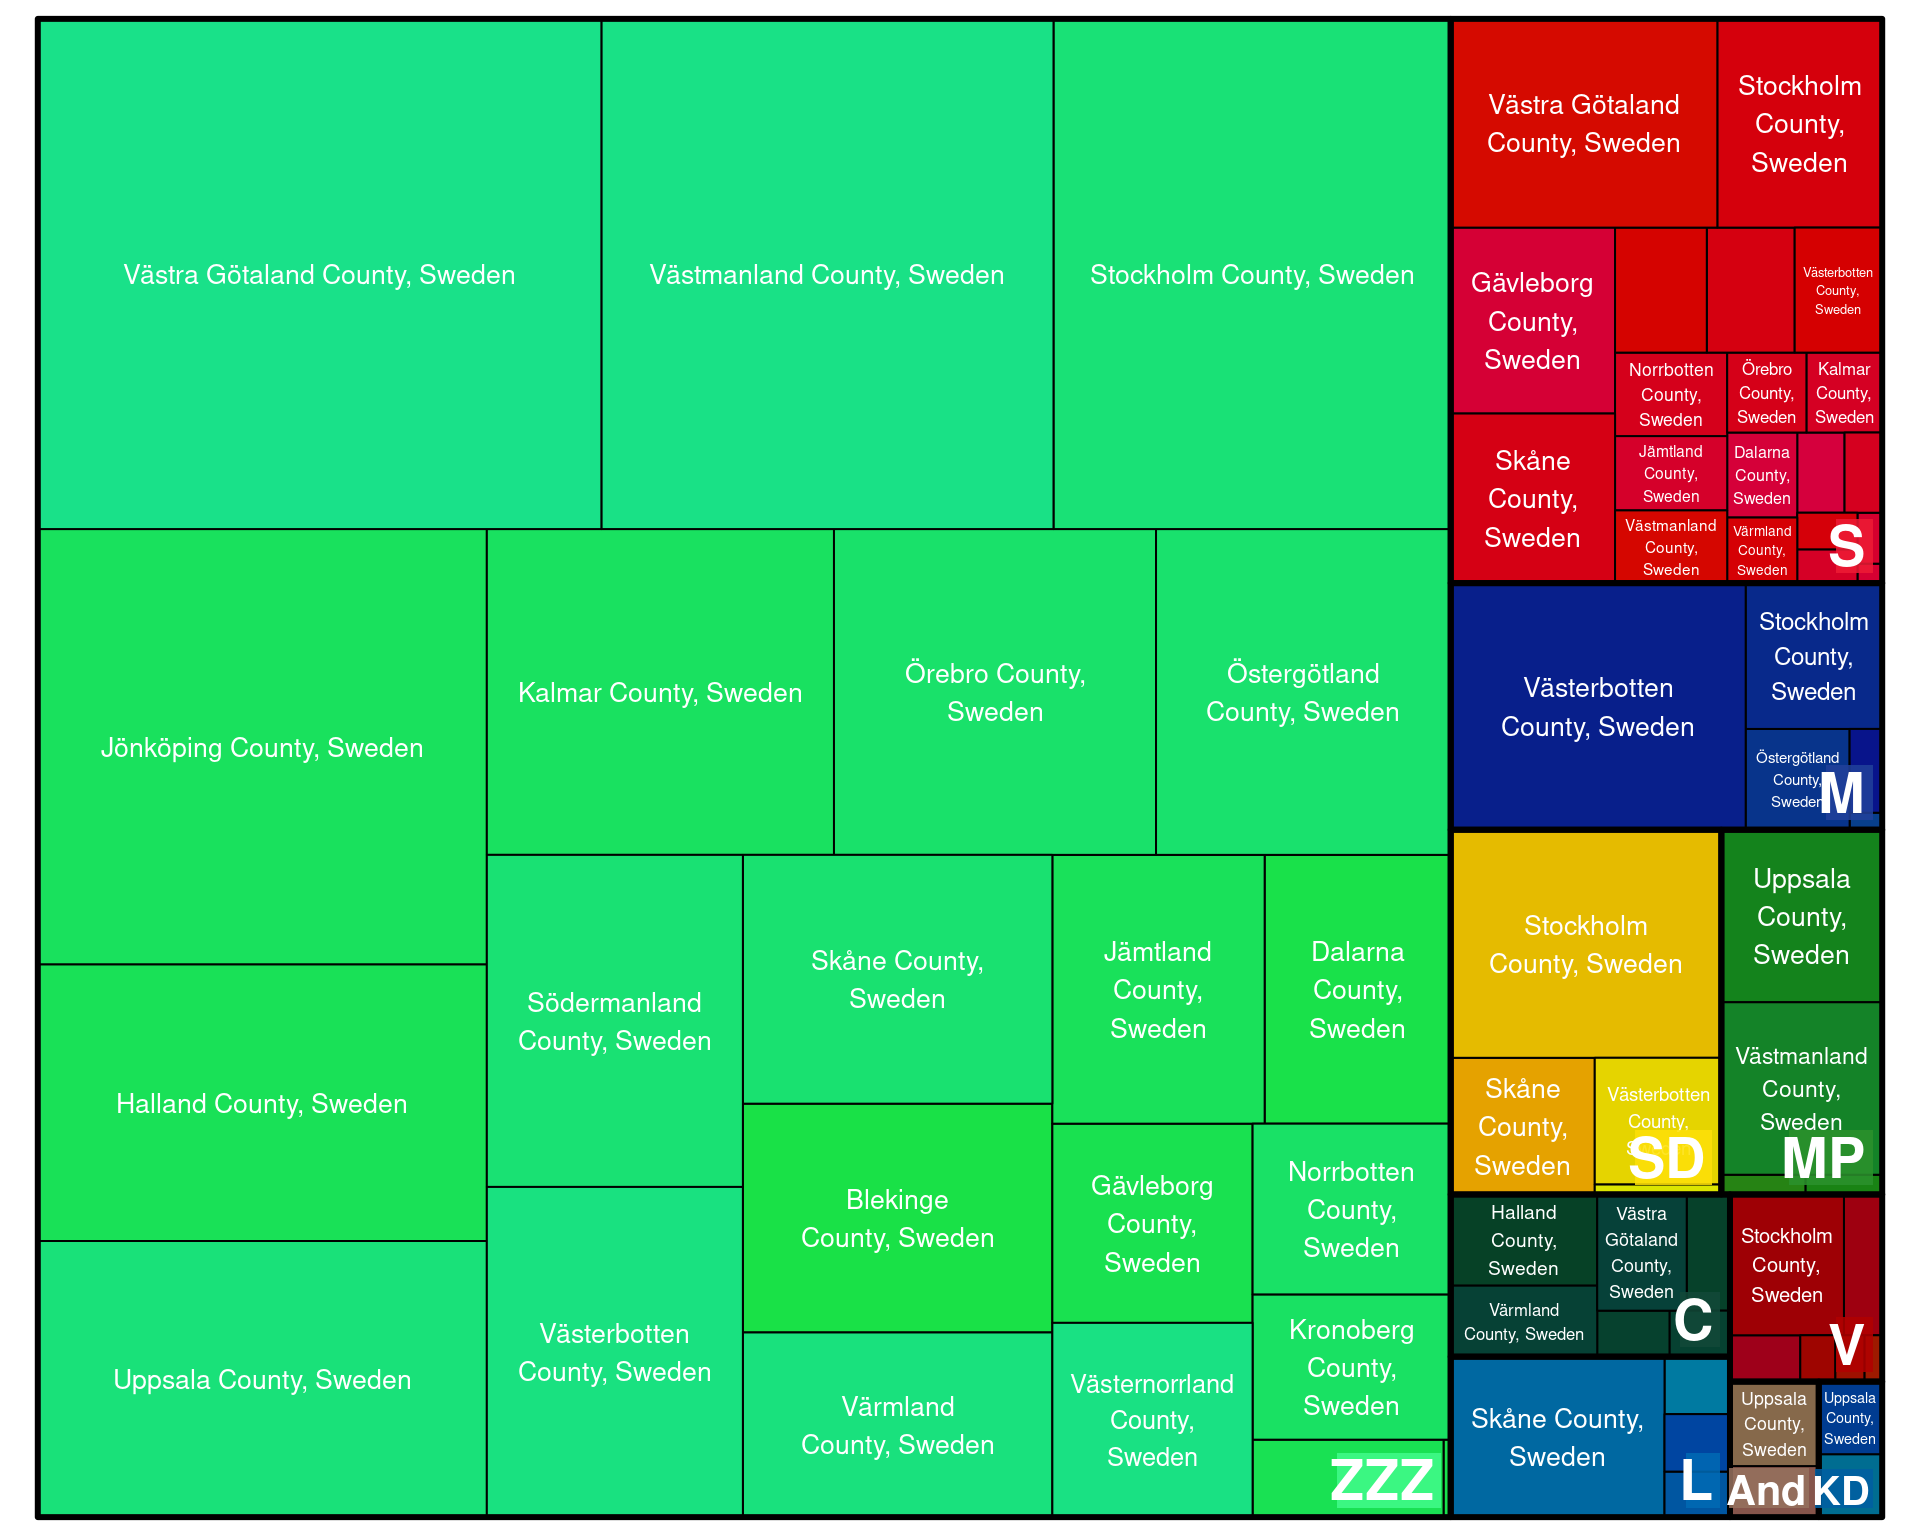 Västra Götaland County, Sweden
Västmanland County, Sweden
Stockholm County, Sweden
Jönköping County, Sweden
Kalmar County, Sweden
Örebro County,
Sweden
Östergötland
County, Sweden
Halland County, Sweden
Uppsala County, Sweden
Södermanland
County, Sweden
Västerbotten
County, Sweden
Skåne County,
Sweden
Blekinge
County, Sweden
Värmland
County, Sweden
Jämtland
County,
Sweden
Dalarna
County,
Sweden
Gävleborg
County,
Sweden
Västernorrland
County,
Sweden
Norrbotten
County,
Sweden
Kronoberg
County,
Sweden
ZZZ
Västra Götaland
County, Sweden
Stockholm
County,
Sweden
Gävleborg
County,
Sweden
Skåne
County,
Sweden
Västerbotten
County,
Sweden
Norrbotten
County,
Sweden
Örebro
County,
Sweden
Kalmar
County,
Sweden
Jämtland
County,
Sweden
Dalarna
County,
Sweden
Västmanland
County,
Sweden
Värmland
County,
Sweden
S
Västerbotten
County, Sweden
Stockholm
County,
Sweden
Östergötland
County,
Sweden
M
Stockholm
County, Sweden
Skåne
County,
Sweden
Västerbotten
County,
SD
Uppsala
County,
Sweden
Västmanland
County,
Sweden
MP
Halland
County,
Sweden
Värmland
County, Sweden
Västra
Götaland
County,
Sweden
C
Stockholm
County,
Sweden
V
Skåne County,
Sweden
L
Uppsala
County,
Sweden
And
Uppsala
County,
Sweden
KD